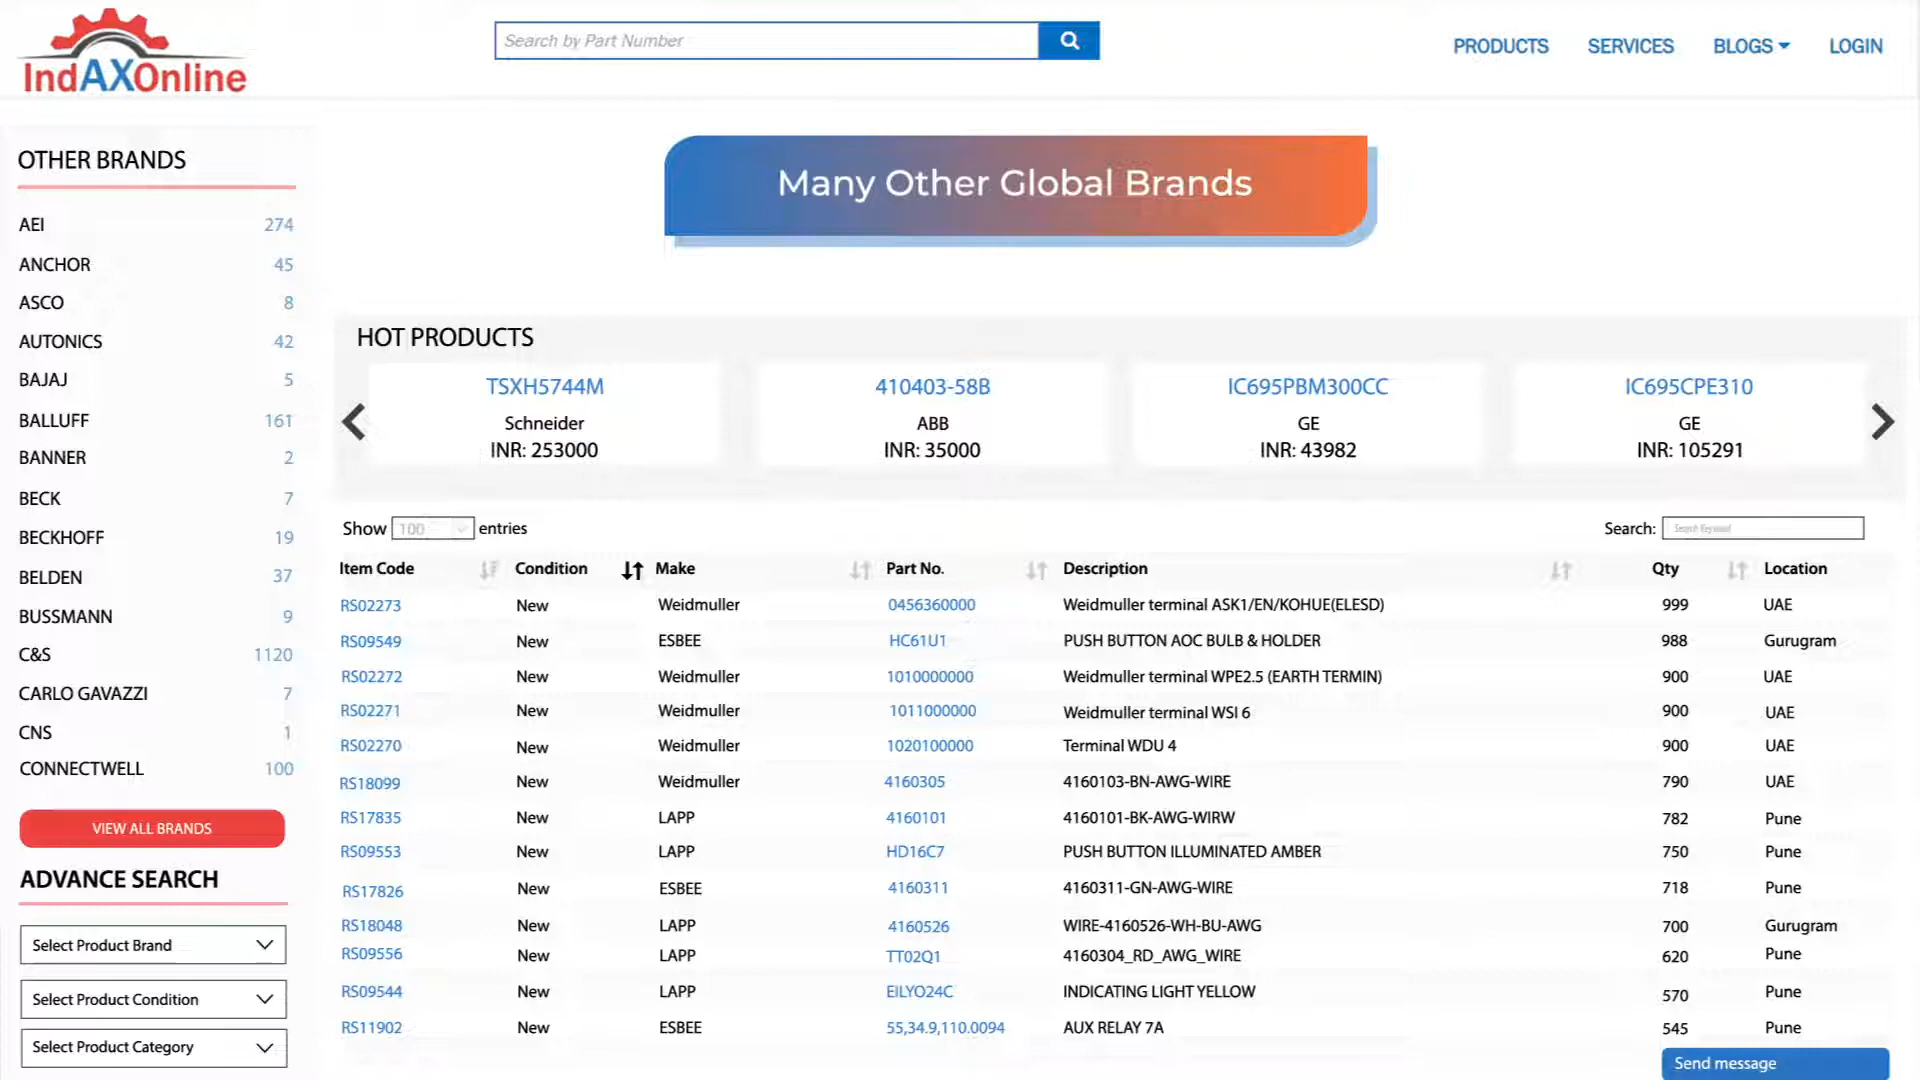 IndAXOnline
Search by Part Number
PRODUCTS SERVICES BLOGS LOGIN
OTHER BRANDS
AEI 274
ANCHOR 45
ASCO 8
AUTONICS 42
BAJAJ 5
BALLUFF 161
BANNER 2
BECK 7
BECKHOFF 19
BELDEN 37
BUSSMANN 9
C&S 1120
CARLO GAVAZZI 7
CNS 1
CONNECTWELL 100
VIEW ALL BRANDS
ADVANCE SEARCH
Select Product Brand
Select Product Condition
Select Product Category
Many Other Global Brands
HOT PRODUCTS
TSXH5744M 410403-58B IC695PBM300CC IC695CPE310
Schneider ABB GE GE
INR: 253000 INR: 35000 INR: 43982 INR: 105291
Show 100 entries Search: Search Keyword
Item Code Condition Make Part No. Description Qty Location
RS02273 New Weidmuller 0456360000 Weidmuller terminal ASK1/EN/KOHUE(ELESD) 999 UAE
RS09549 New ESBEE HC61U1 PUSH BUTTON AOC BULB & HOLDER 988 Gurugram
RS02272 New Weidmuller 1010000000 Weidmuller terminal WPE2.5 (EARTH TERMIN) 900 UAE
RS02271 New Weidmuller 1011000000 Weidmuller terminal WSI 6 900 UAE
RS02270 New Weidmuller 1020100000 Terminal WDU 4 900 UAE
RS18099 New Weidmuller 4160305 4160103-BN-AWG-WIRE 790 UAE
RS17835 New LAPP 4160101 4160101-BK-AWG-WIRW 782 Pune
RS09553 New LAPP HD16C7 PUSH BUTTON ILLUMINATED AMBER 750 Pune
RS17826 New ESBEE 4160311 4160311-GN-AWG-WIRE 718 Pune
RS18048 New LAPP 4160526 WIRE-4160526-WH-BU-AWG 700 Gurugram
RS09556 New LAPP TT02Q1 4160304_RD_AWG_WIRE 620 Pune
RS09544 New LAPP EILYO24C INDICATING LIGHT YELLOW 570 Pune
RS11902 New ESBEE 55,34.9,110.0094 AUX RELAY 7A 545 Pune
Send message